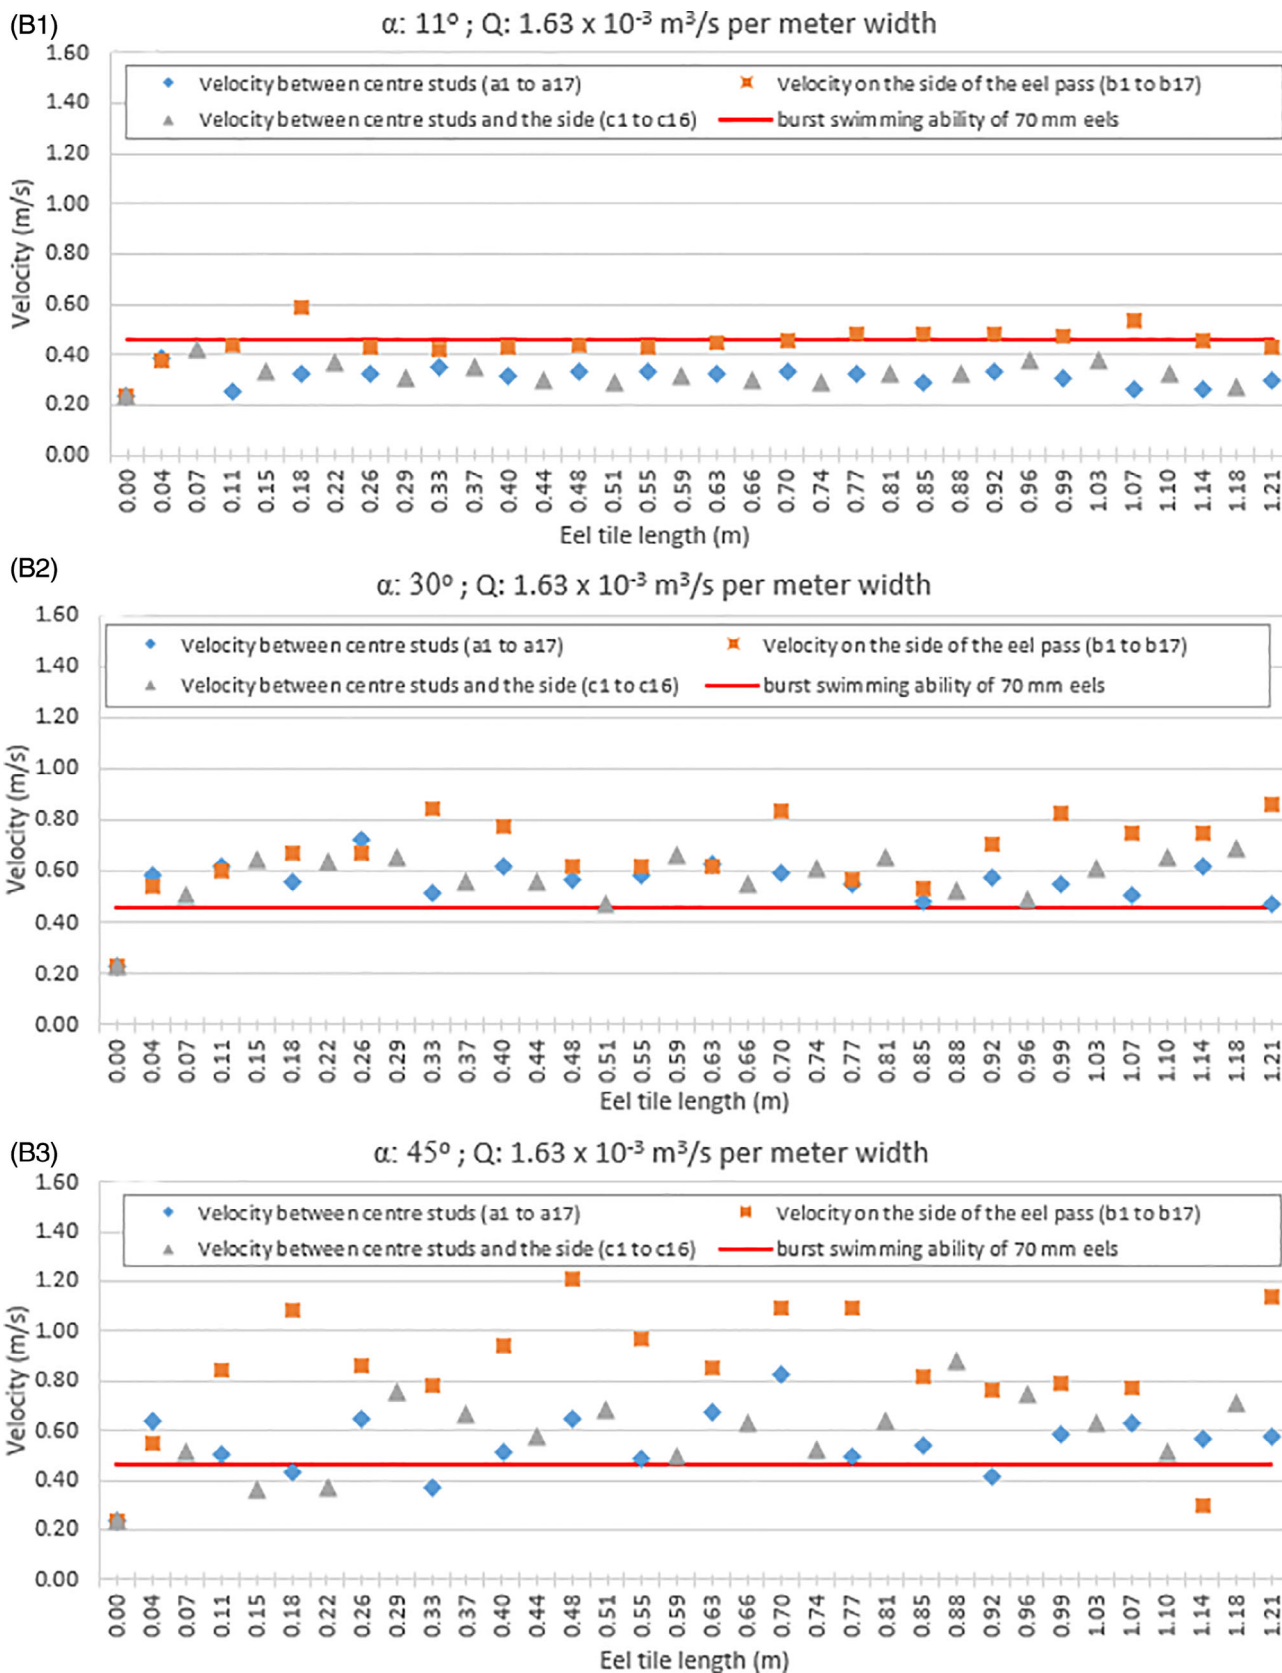 (B1)
α: 11º ; Q: 1.63 x 10⁻³ m³/s per meter width
1.60
1.40
1.20
1.00
0.80
0.60
0.40
0.20
0.00
Velocity (m/s)
Velocity between centre studs (a1 to a17)
Velocity on the side of the eel pass (b1 to b17)
Velocity between centre studs and the side (c1 to c16)
burst swimming ability of 70 mm eels
0.00 0.04 0.07 0.11 0.15 0.18 0.22 0.26 0.29 0.33 0.37 0.40 0.44 0.48 0.51 0.55 0.59 0.63 0.66 0.70 0.74 0.77 0.81 0.85 0.88 0.92 0.96 0.99 1.03 1.07 1.10 1.14 1.18 1.21
Eel tile length (m)
(B2)
α: 30º ; Q: 1.63 x 10⁻³ m³/s per meter width
1.60
1.40
1.20
1.00
0.80
0.60
0.40
0.20
0.00
Velocity (m/s)
Velocity between centre studs (a1 to a17)
Velocity on the side of the eel pass (b1 to b17)
Velocity between centre studs and the side (c1 to c16)
burst swimming ability of 70 mm eels
0.00 0.04 0.07 0.11 0.15 0.18 0.22 0.26 0.29 0.33 0.37 0.40 0.44 0.48 0.51 0.55 0.59 0.63 0.66 0.70 0.74 0.77 0.81 0.85 0.88 0.92 0.96 0.99 1.03 1.07 1.10 1.14 1.18 1.21
Eel tile length (m)
(B3)
α: 45º ; Q: 1.63 x 10⁻³ m³/s per meter width
1.60
1.40
1.20
1.00
0.80
0.60
0.40
0.20
0.00
Velocity (m/s)
Velocity between centre studs (a1 to a17)
Velocity on the side of the eel pass (b1 to b17)
Velocity between centre studs and the side (c1 to c16)
burst swimming ability of 70 mm eels
0.00 0.04 0.07 0.11 0.15 0.18 0.22 0.26 0.29 0.33 0.37 0.40 0.44 0.48 0.51 0.55 0.59 0.63 0.66 0.70 0.74 0.77 0.81 0.85 0.88 0.92 0.96 0.99 1.03 1.07 1.10 1.14 1.18 1.21
Eel tile length (m)